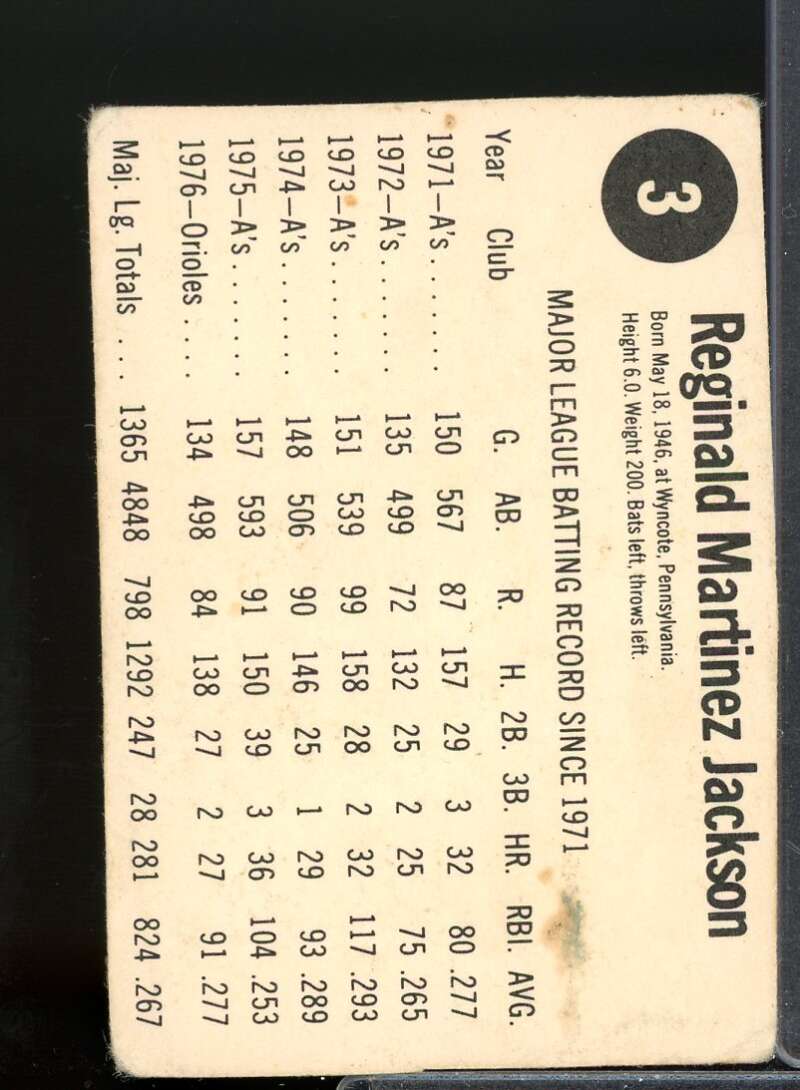 3
Reginald Martinez Jackson
Born May 18, 1946, at Wyncote, Pennsylvania.
Height 6.0. Weight 200. Bats left, throws left.
MAJOR LEAGUE BATTING RECORD SINCE 1971
Year Club G. AB. R. H. 2B. 3B. HR. RBI. AVG.
1971—A's....... 150 567 87 157 29 3 32 80 .277
1972—A's....... 135 499 72 132 25 2 25 75 .265
1973—A's....... 151 539 99 158 28 2 32 117 .293
1974—A's....... 148 506 90 146 25 1 29 93 .289
1975—A's....... 157 593 91 150 39 3 36 104 .253
1976—Orioles .... 134 498 84 138 27 2 27 91 .277
Maj. Lg. Totals ... 1365 4848 798 1292 247 28 281 824 .267